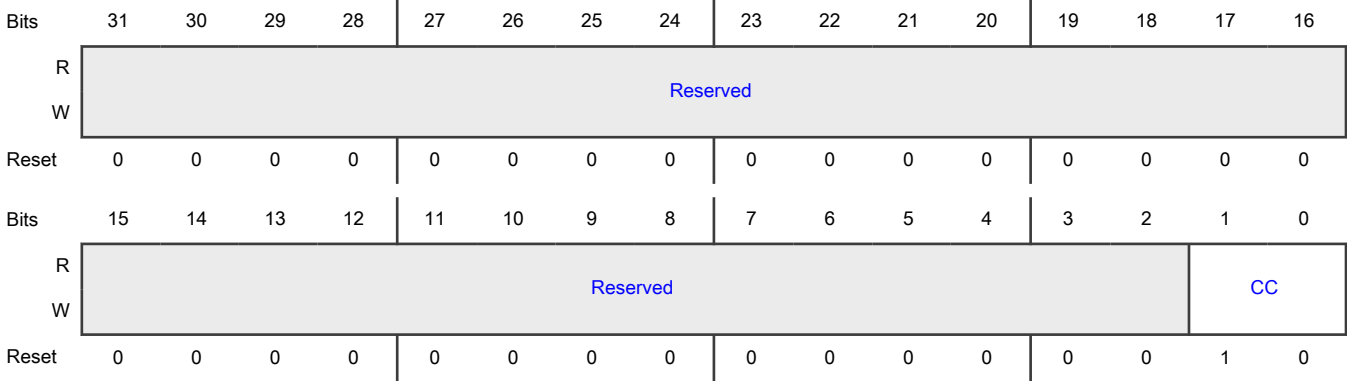 Bits 31 30 29 28 27 26 25 24 23 22 21 20 19 18 17 16
R
Reserved
W
Reset 0 0 0 0 0 0 0 0 0 0 0 0 0 0 0 0
Bits 15 14 13 12 11 10 9 8 7 6 5 4 3 2 1 0
R
Reserved CC
W
Reset 0 0 0 0 0 0 0 0 0 0 0 0 0 0 1 0